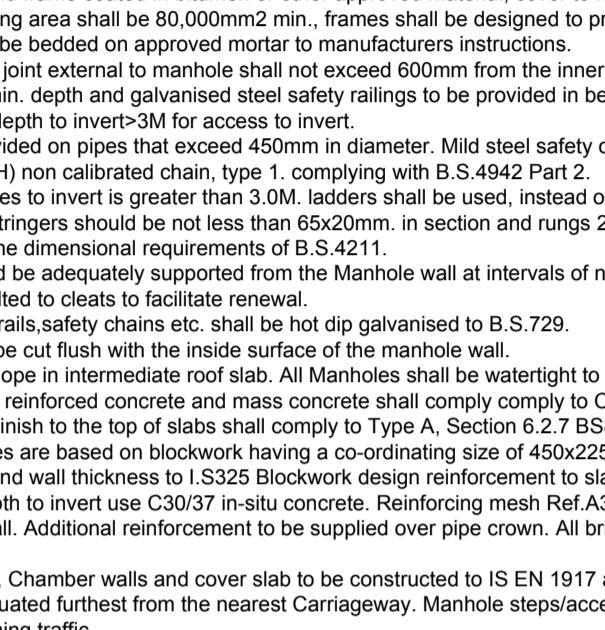 ng area shall be 80,000mm2 min., frames shall be designed to pr
be bedded on approved mortar to manufacturers instructions.
joint external to manhole shall not exceed 600mm from the inner
in. depth and galvanised steel safety railings to be provided in be
depth to invert>3M for access to invert.
vided on pipes that exceed 450mm in diameter. Mild steel safety c
H) non calibrated chain, type 1. complying with B.S.4942 Part 2.
es to invert is greater than 3.0M. ladders shall be used, instead o
tringers should be not less than 65x20mm. in section and rungs 2
he dimensional requirements of B.S.4211.
d be adequately supported from the Manhole wall at intervals of n
lted to cleats to facilitate renewal.
rails,safety chains etc. shall be hot dip galvanised to B.S.729.
be cut flush with the inside surface of the manhole wall.
ope in intermediate roof slab. All Manholes shall be watertight to
reinforced concrete and mass concrete shall comply comply to C
inish to the top of slabs shall comply to Type A, Section 6.2.7 BS
es are based on blockwork having a co-ordinating size of 450x225
nd wall thickness to I.S325 Blockwork design reinforcement to sla
pth to invert use C30/37 in-situ concrete. Reinforcing mesh Ref.A3
all. Additional reinforcement to be supplied over pipe crown. All bri
, Chamber walls and cover slab to be constructed to IS EN 1917 a
uated furthest from the nearest Carriageway. Manhole steps/acce